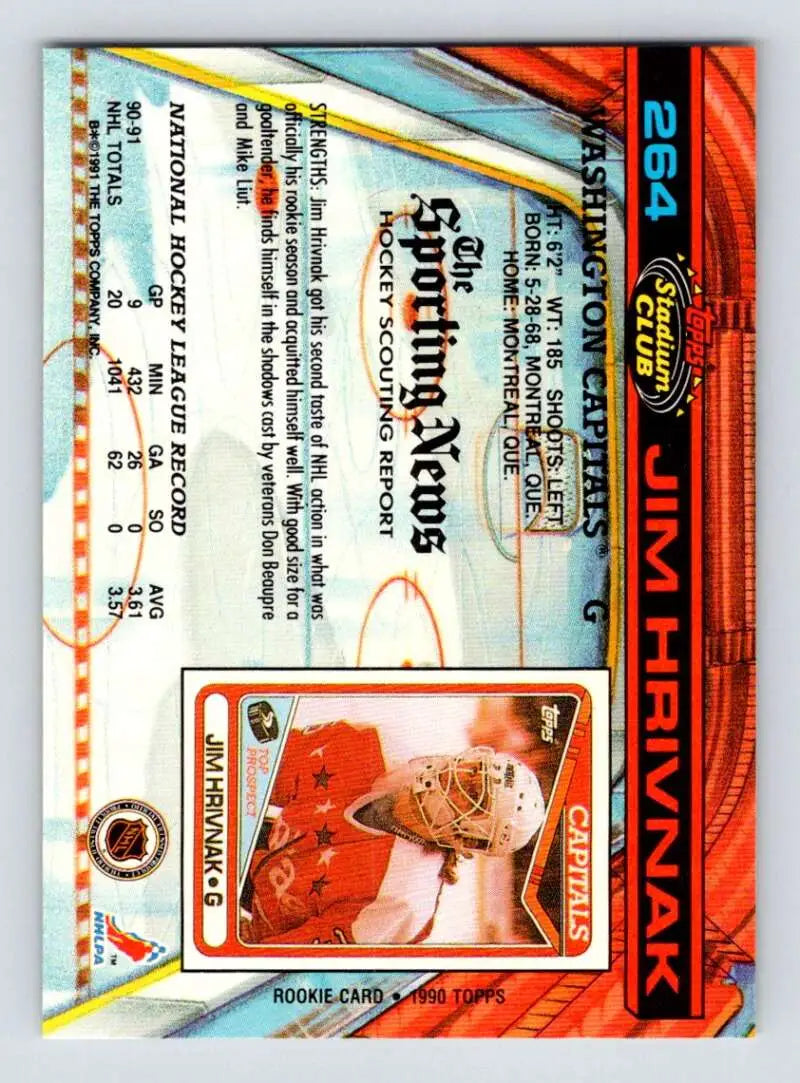 264
topps
Stadium
CLUB
JIM HRIVNAK
WASHINGTON CAPITALS® G
HT: 6'2" WT: 185 SHOOTS: LEFT
BORN: 5-28-68, MONTREAL, QUE.
HOME: MONTREAL, QUE.
The
Sporting News
HOCKEY SCOUTING REPORT
STRENGTHS: Jim Hrivnak got his second taste of NHL action in what was
officially his rookie season and acquitted himself well. With good size for a
goaltender, he finds himself in the shadows cast by veterans Don Beaupre
and Mike Liut.
NATIONAL HOCKEY LEAGUE RECORD
GP MIN GA SO AVG
90-91 9 432 26 0 3.61
NHL TOTALS 20 1041 62 0 3.57
B*©1991 THE TOPPS COMPANY, INC.
topps
CAPITALS
TOP
PROSPECT
JIM HRIVNAK • G
ROOKIE CARD • 1990 TOPPS
NHL
NHLPA
TM